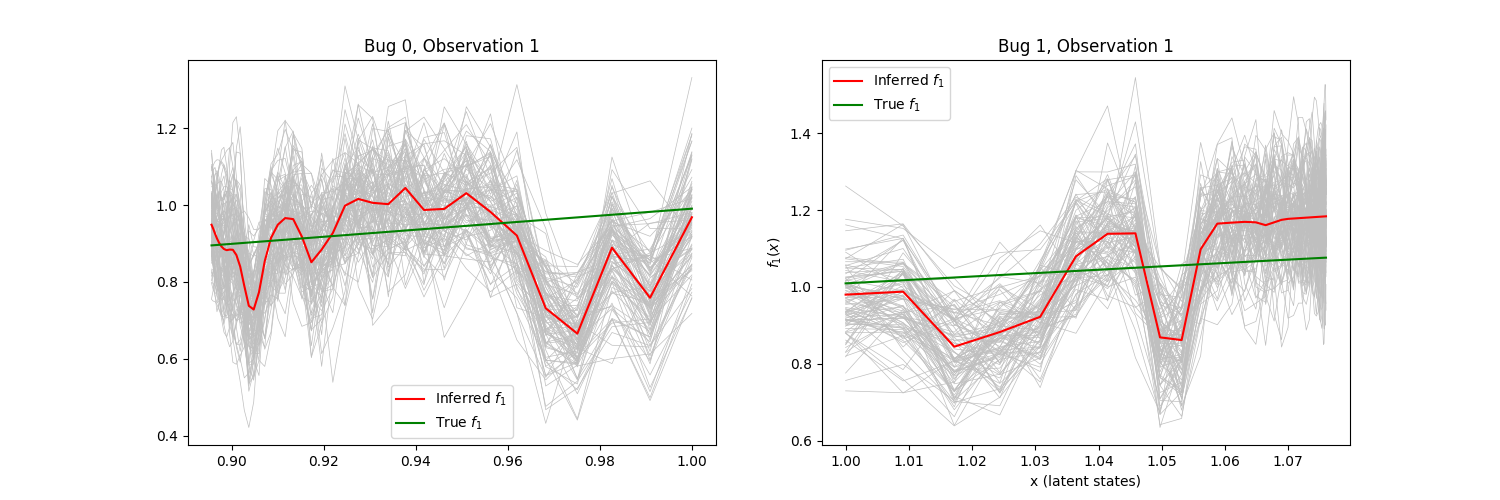 Bug 0, Observation 1
1.2
1.0
0.8
0.6
0.4
Inferred f₁
True f₁
0.90 0.92 0.94 0.96 0.98 1.00
Bug 1, Observation 1
Inferred f₁
True f₁
f₁(x)
1.4
1.2
1.0
0.8
0.6
1.00 1.01 1.02 1.03 1.04 1.05 1.06 1.07
x (latent states)